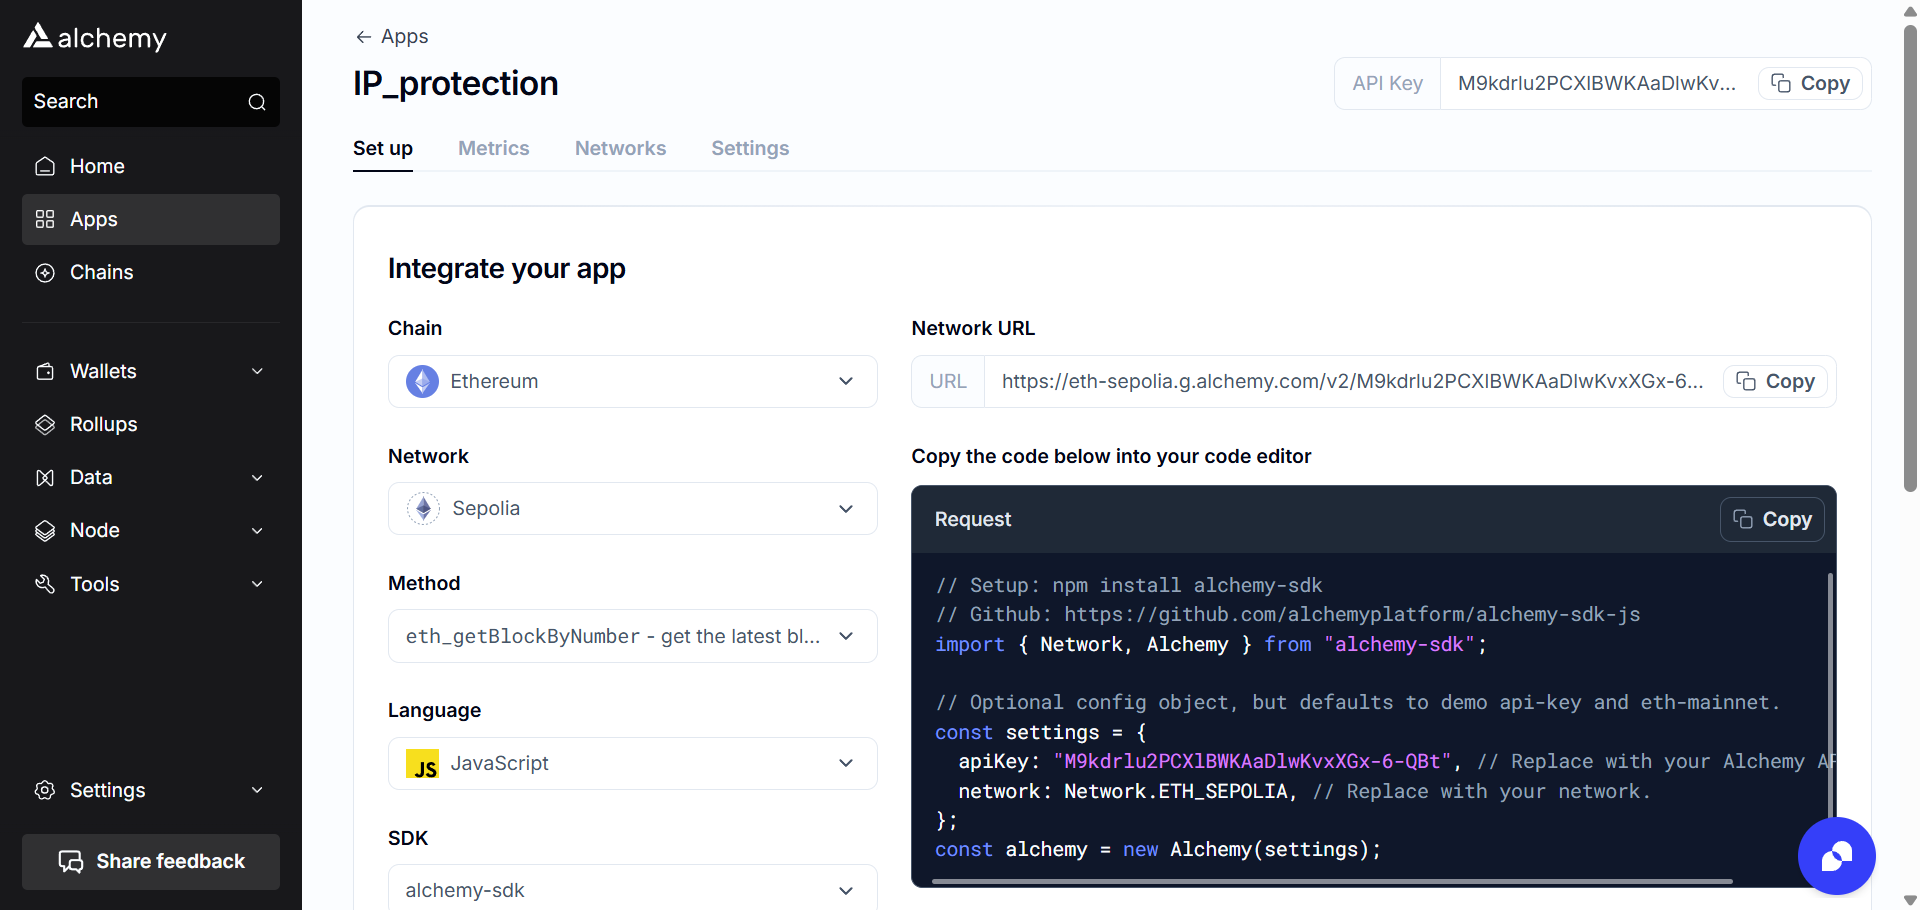 alchemy
Search
Home
Apps
Chains
Wallets
Rollups
Data
Node
Tools
Settings
Share feedback
← Apps
IP_protection
API Key M9kdrlu2PCXlBWKAaDlwKv... Copy
Set up Metrics Networks Settings
Integrate your app
Chain
Ethereum
Network
Sepolia
Method
eth_getBlockByNumber - get the latest bl...
Language
JS JavaScript
SDK
alchemy-sdk
Network URL
URL https://eth-sepolia.g.alchemy.com/v2/M9kdrlu2PCXlBWKAaDlwKvxXGx-6... Copy
Copy the code below into your code editor
Request Copy
// Setup: npm install alchemy-sdk
// Github: https://github.com/alchemyplatform/alchemy-sdk-js
import { Network, Alchemy } from "alchemy-sdk";
// Optional config object, but defaults to demo api-key and eth-mainnet.
const settings = {
apiKey: "M9kdrlu2PCXlBWKAaDlwKvxXGx-6-QBt", // Replace with your Alchemy AP
network: Network.ETH_SEPOLIA, // Replace with your network.
};
const alchemy = new Alchemy(settings);